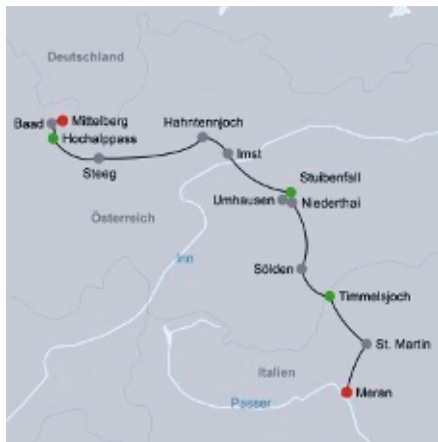 Deutschland
Mittelberg
Baad
Hochalppass
Hahntennjoch
Imst
Steeg
Stuibenfall
Umhausen
Niederthai
Österreich
Inn
Sölden
Timmelsjoch
St. Martin
Italien
Meran
Passer